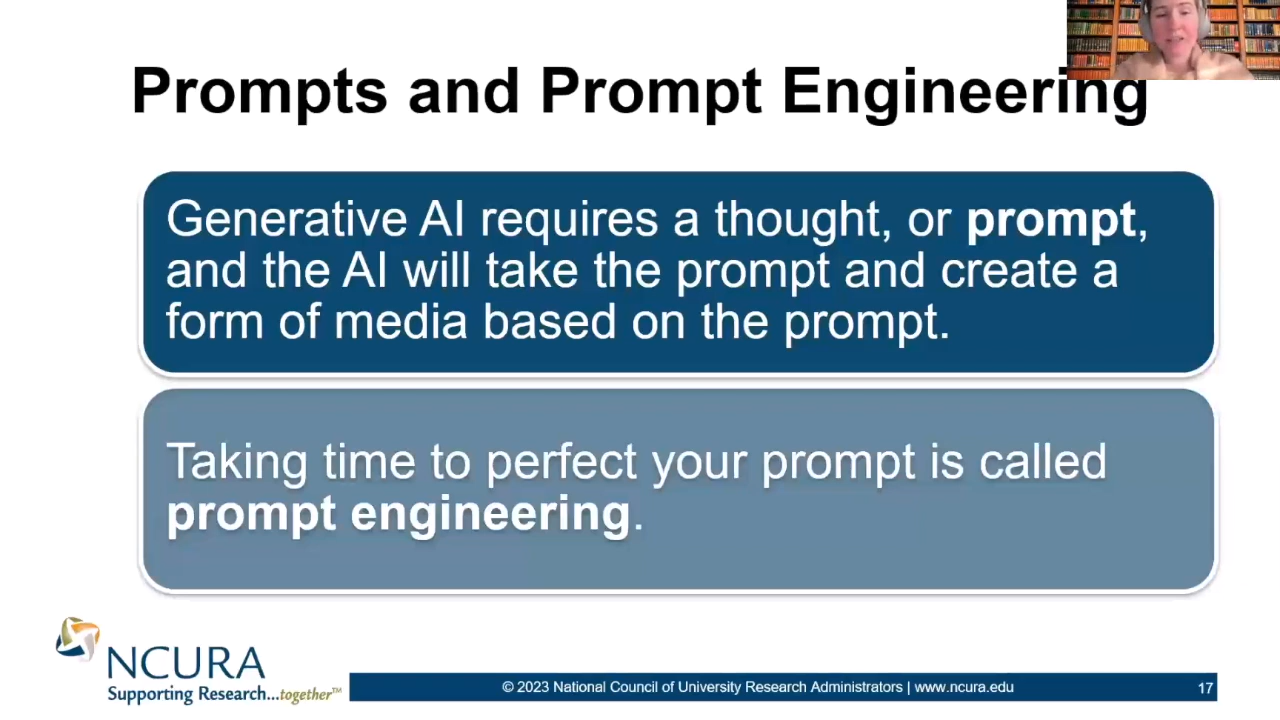 Prompts and Prompt Engineering
Generative AI requires a thought, or prompt,
and the AI will take the prompt and create a
form of media based on the prompt.
Taking time to perfect your prompt is called
prompt engineering.
NCURA
Supporting Research...together™
© 2023 National Council of University Research Administrators | www.ncura.edu
17